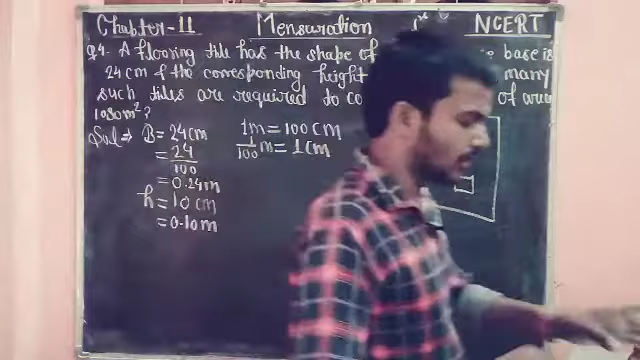 Chapter-11 Mensuration NCERT
Q4. A flooring tile has the shape of base is
24 cm & the corresponding height many
such tiles are required to co of area
1080m²?
Sol⇒ B = 24cm
= 24/100
= 0.24m
h = 10 cm
= 0.10m
1m = 100 cm
1/100 m = 1 cm